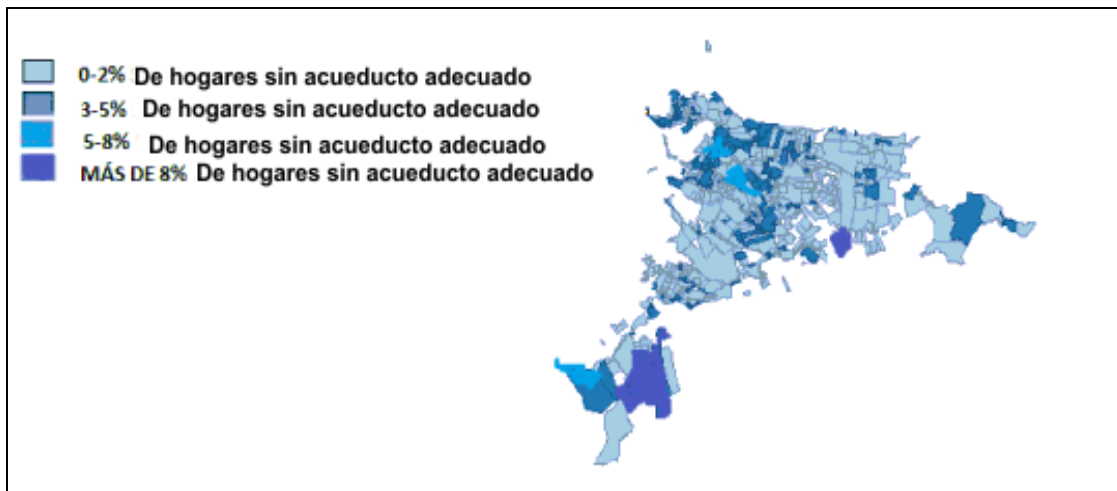 0-2% De hogares sin acueducto adecuado
3-5% De hogares sin acueducto adecuado
5-8% De hogares sin acueducto adecuado
MÁS DE 8% De hogares sin acueducto adecuado